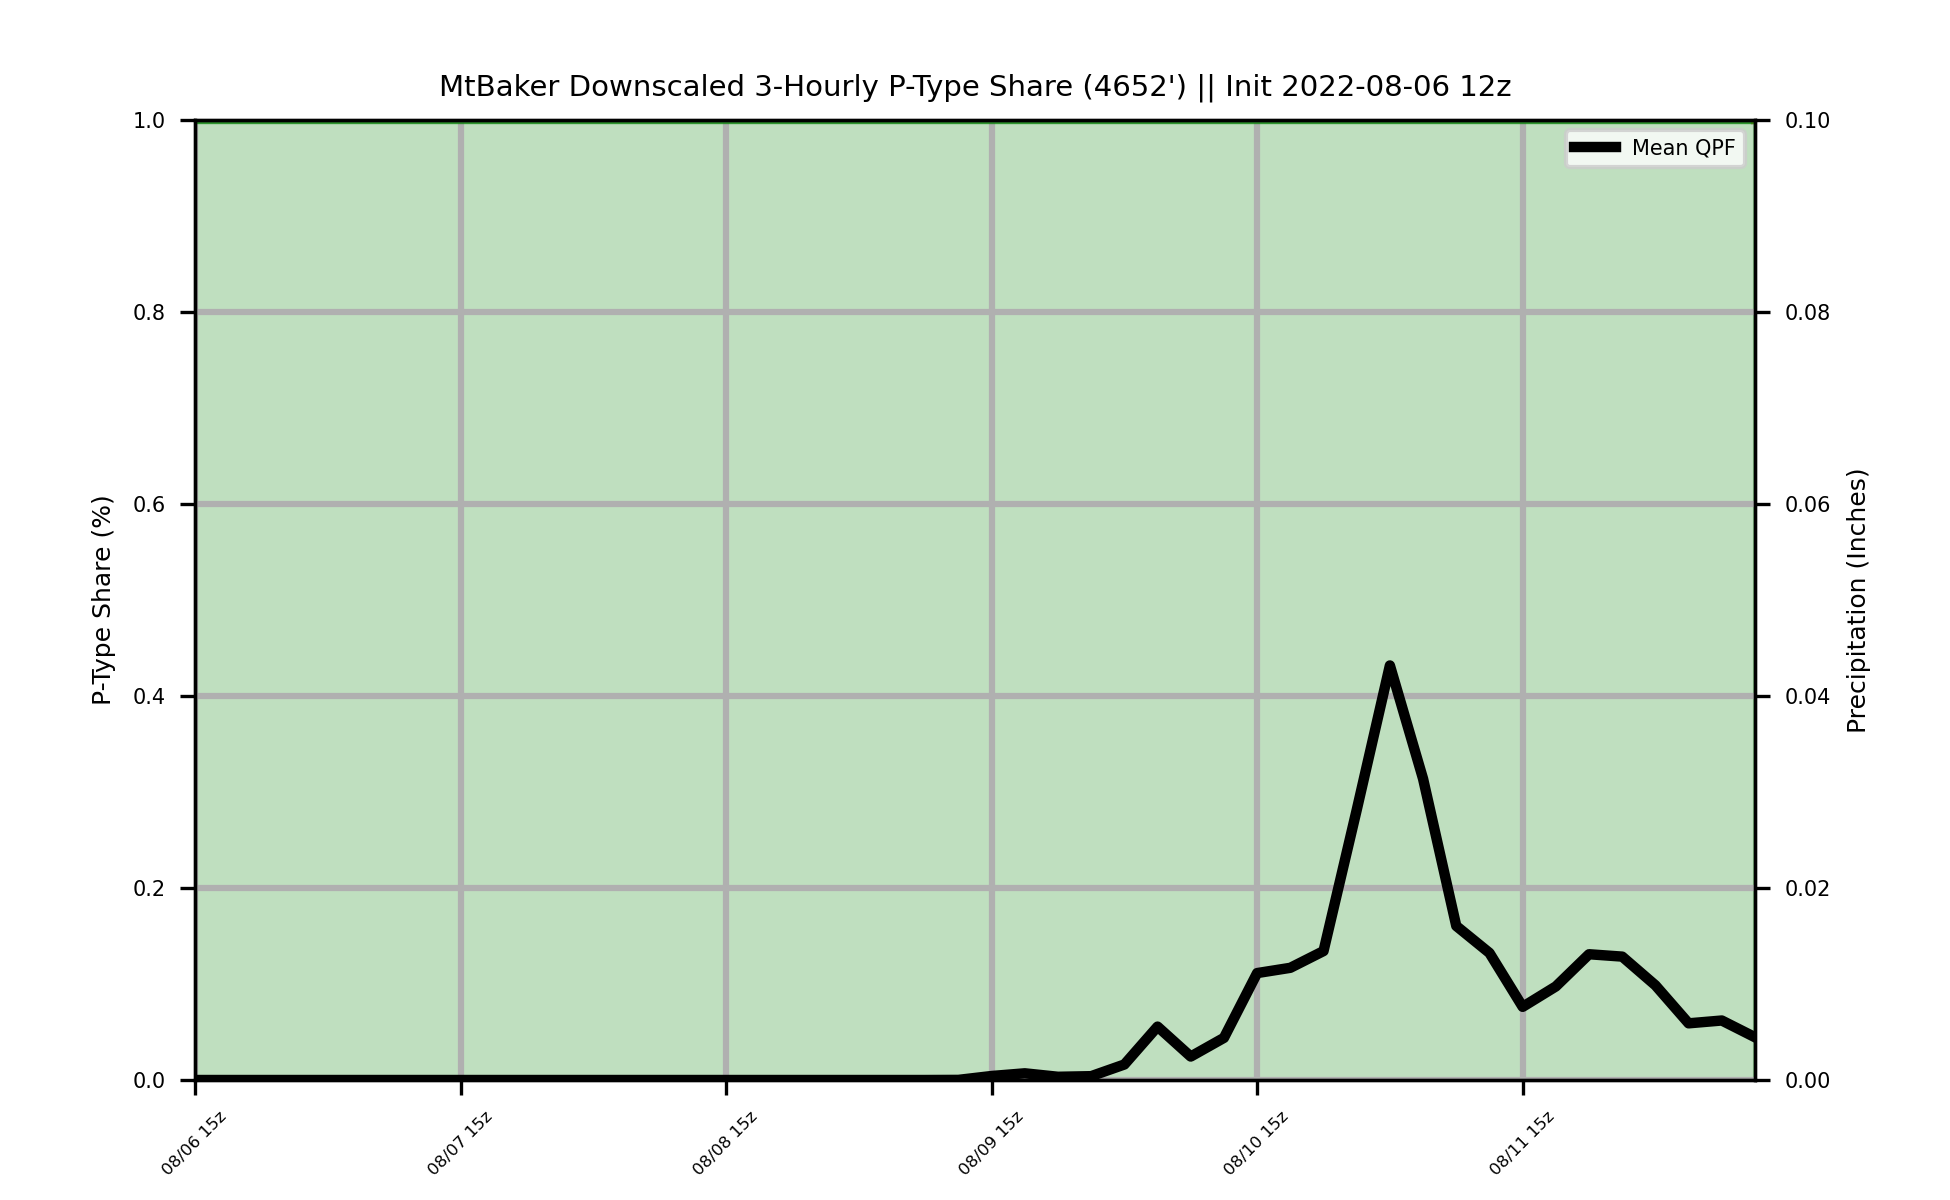 MtBaker Downscaled 3-Hourly P-Type Share (4652') || Init 2022-08-06 12z
Mean QPF
P-Type Share (%)
1.0
0.8
0.6
0.4
0.2
0.0
0.10
0.08
0.06
0.04
0.02
0.00
Precipitation (Inches)
08/06 15z
08/07 15z
08/08 15z
08/09 15z
08/10 15z
08/11 15z